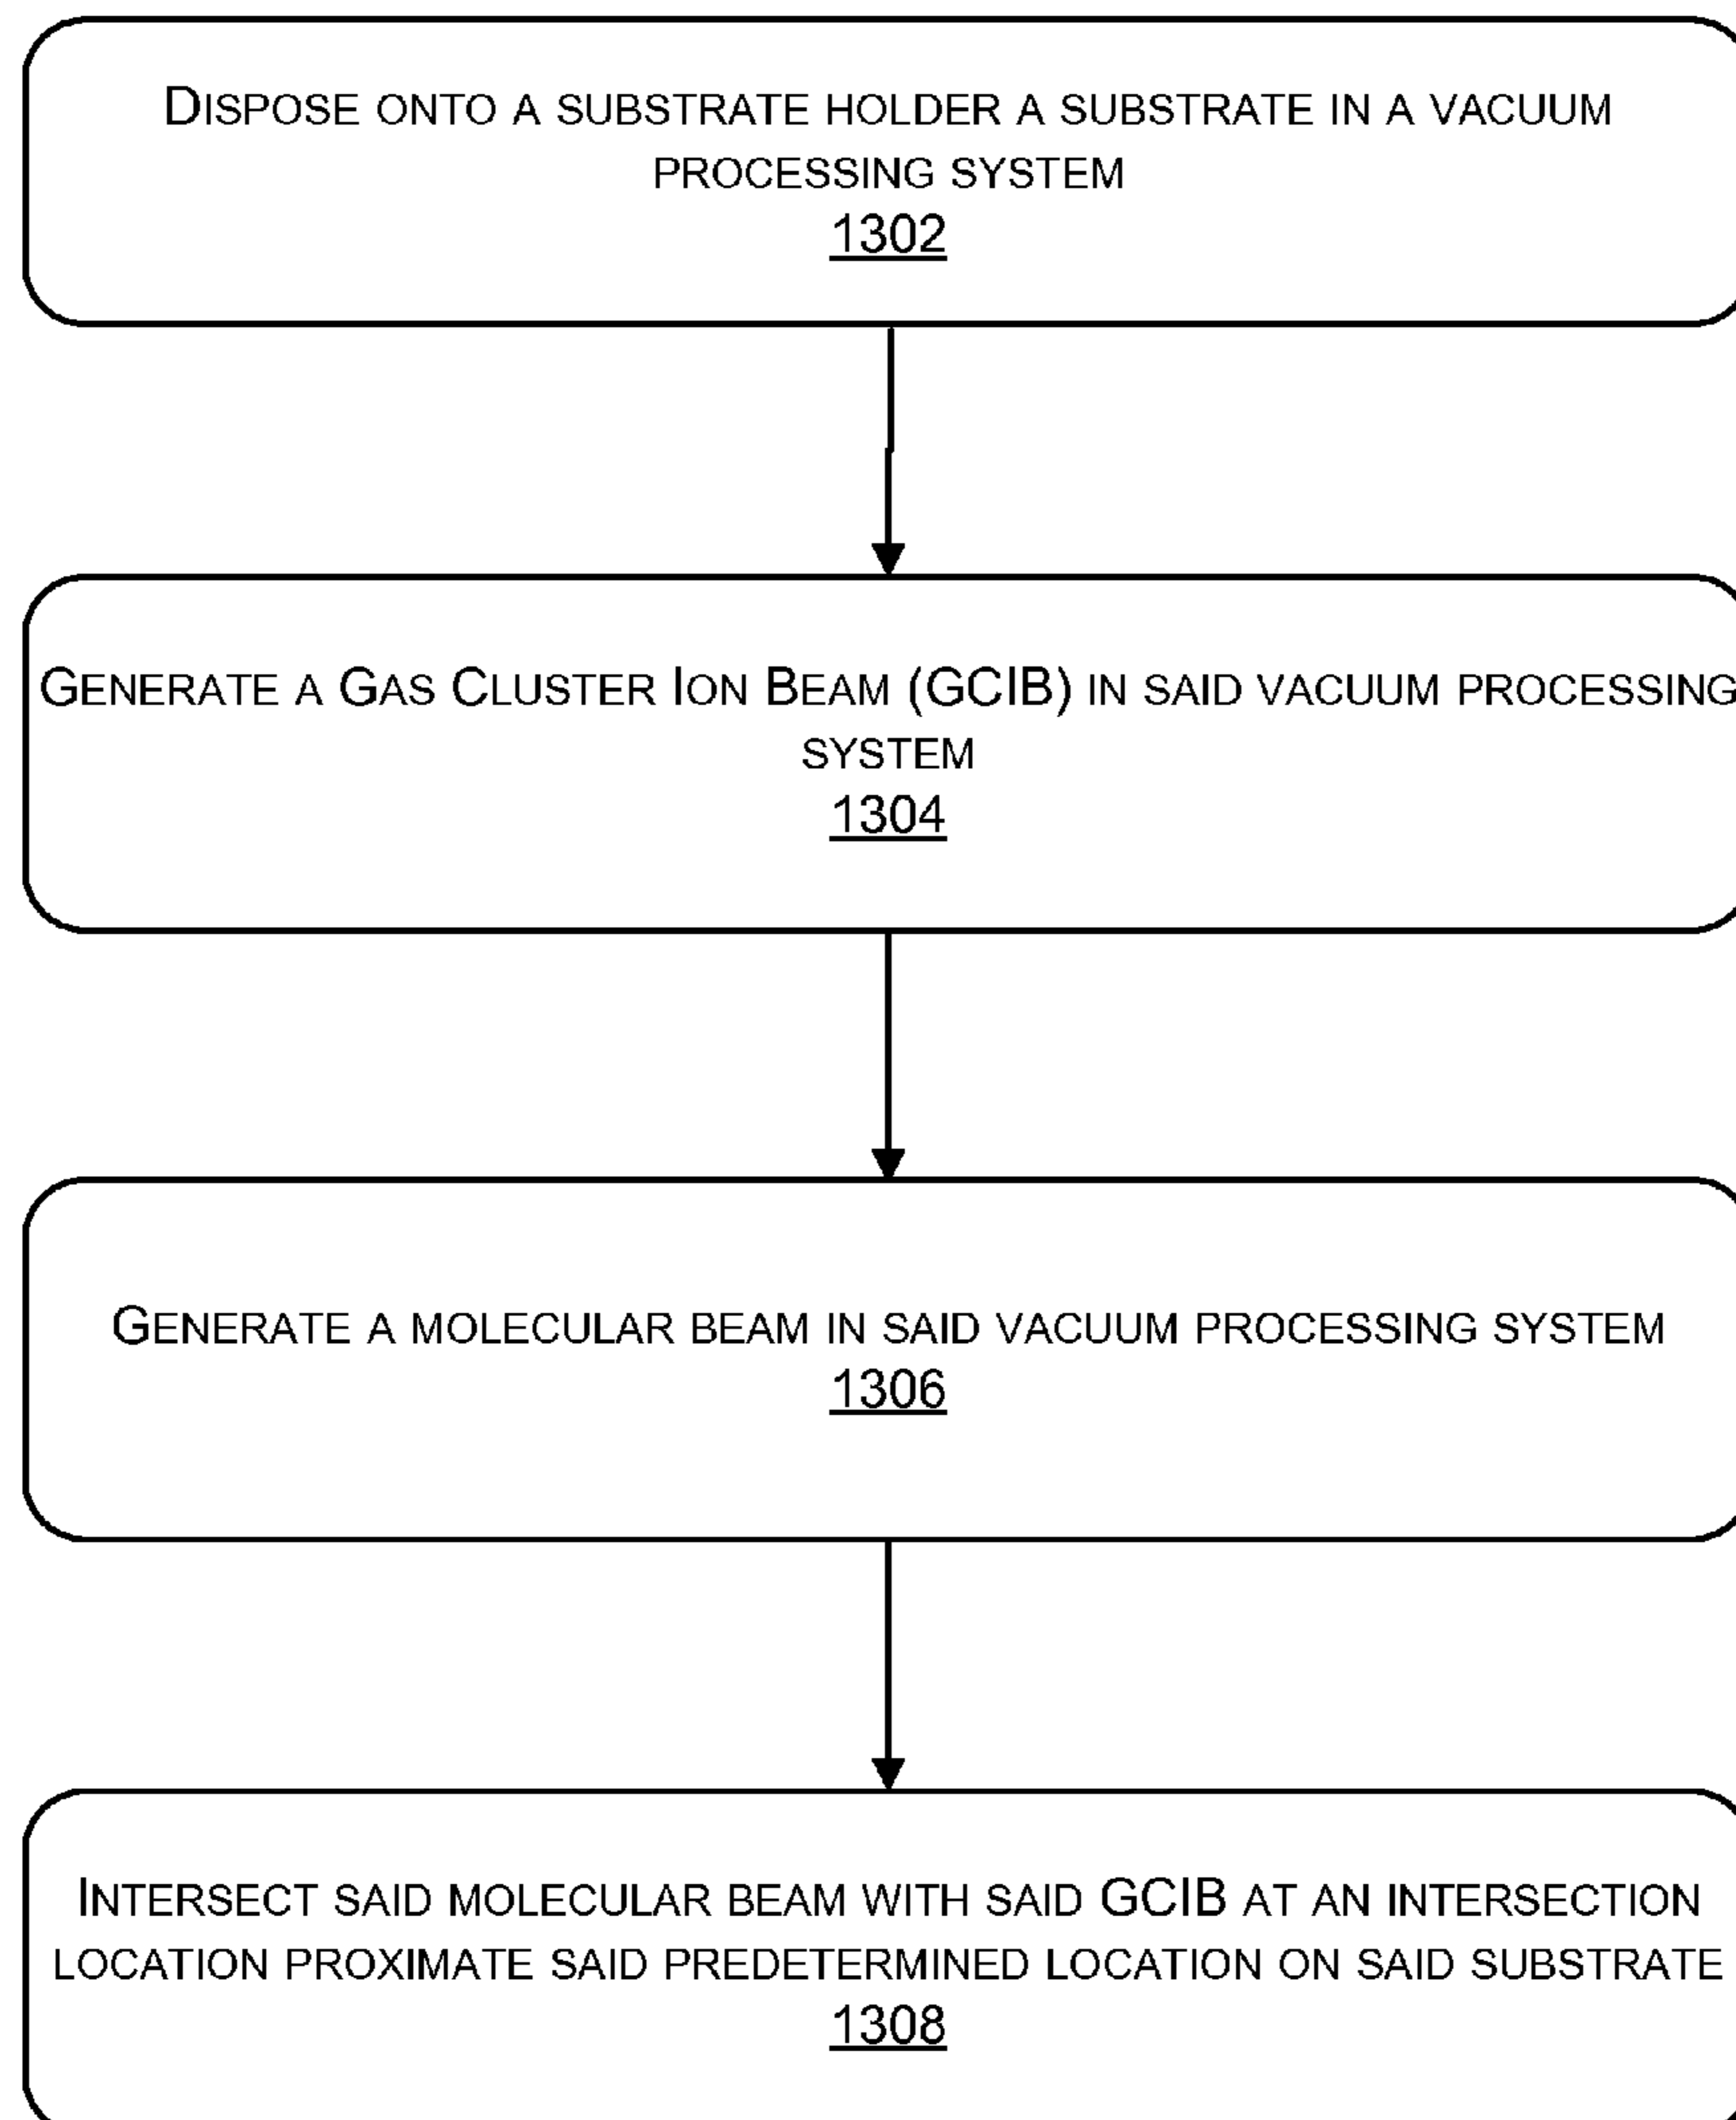 DISPOSE ONTO A SUBSTRATE HOLDER A SUBSTRATE IN A VACUUM
PROCESSING SYSTEM
1302
GENERATE A GAS CLUSTER ION BEAM (GCIB) IN SAID VACUUM PROCESSING
SYSTEM
1304
GENERATE A MOLECULAR BEAM IN SAID VACUUM PROCESSING SYSTEM
1306
INTERSECT SAID MOLECULAR BEAM WITH SAID GCIB AT AN INTERSECTION
LOCATION PROXIMATE SAID PREDETERMINED LOCATION ON SAID SUBSTRATE
1308